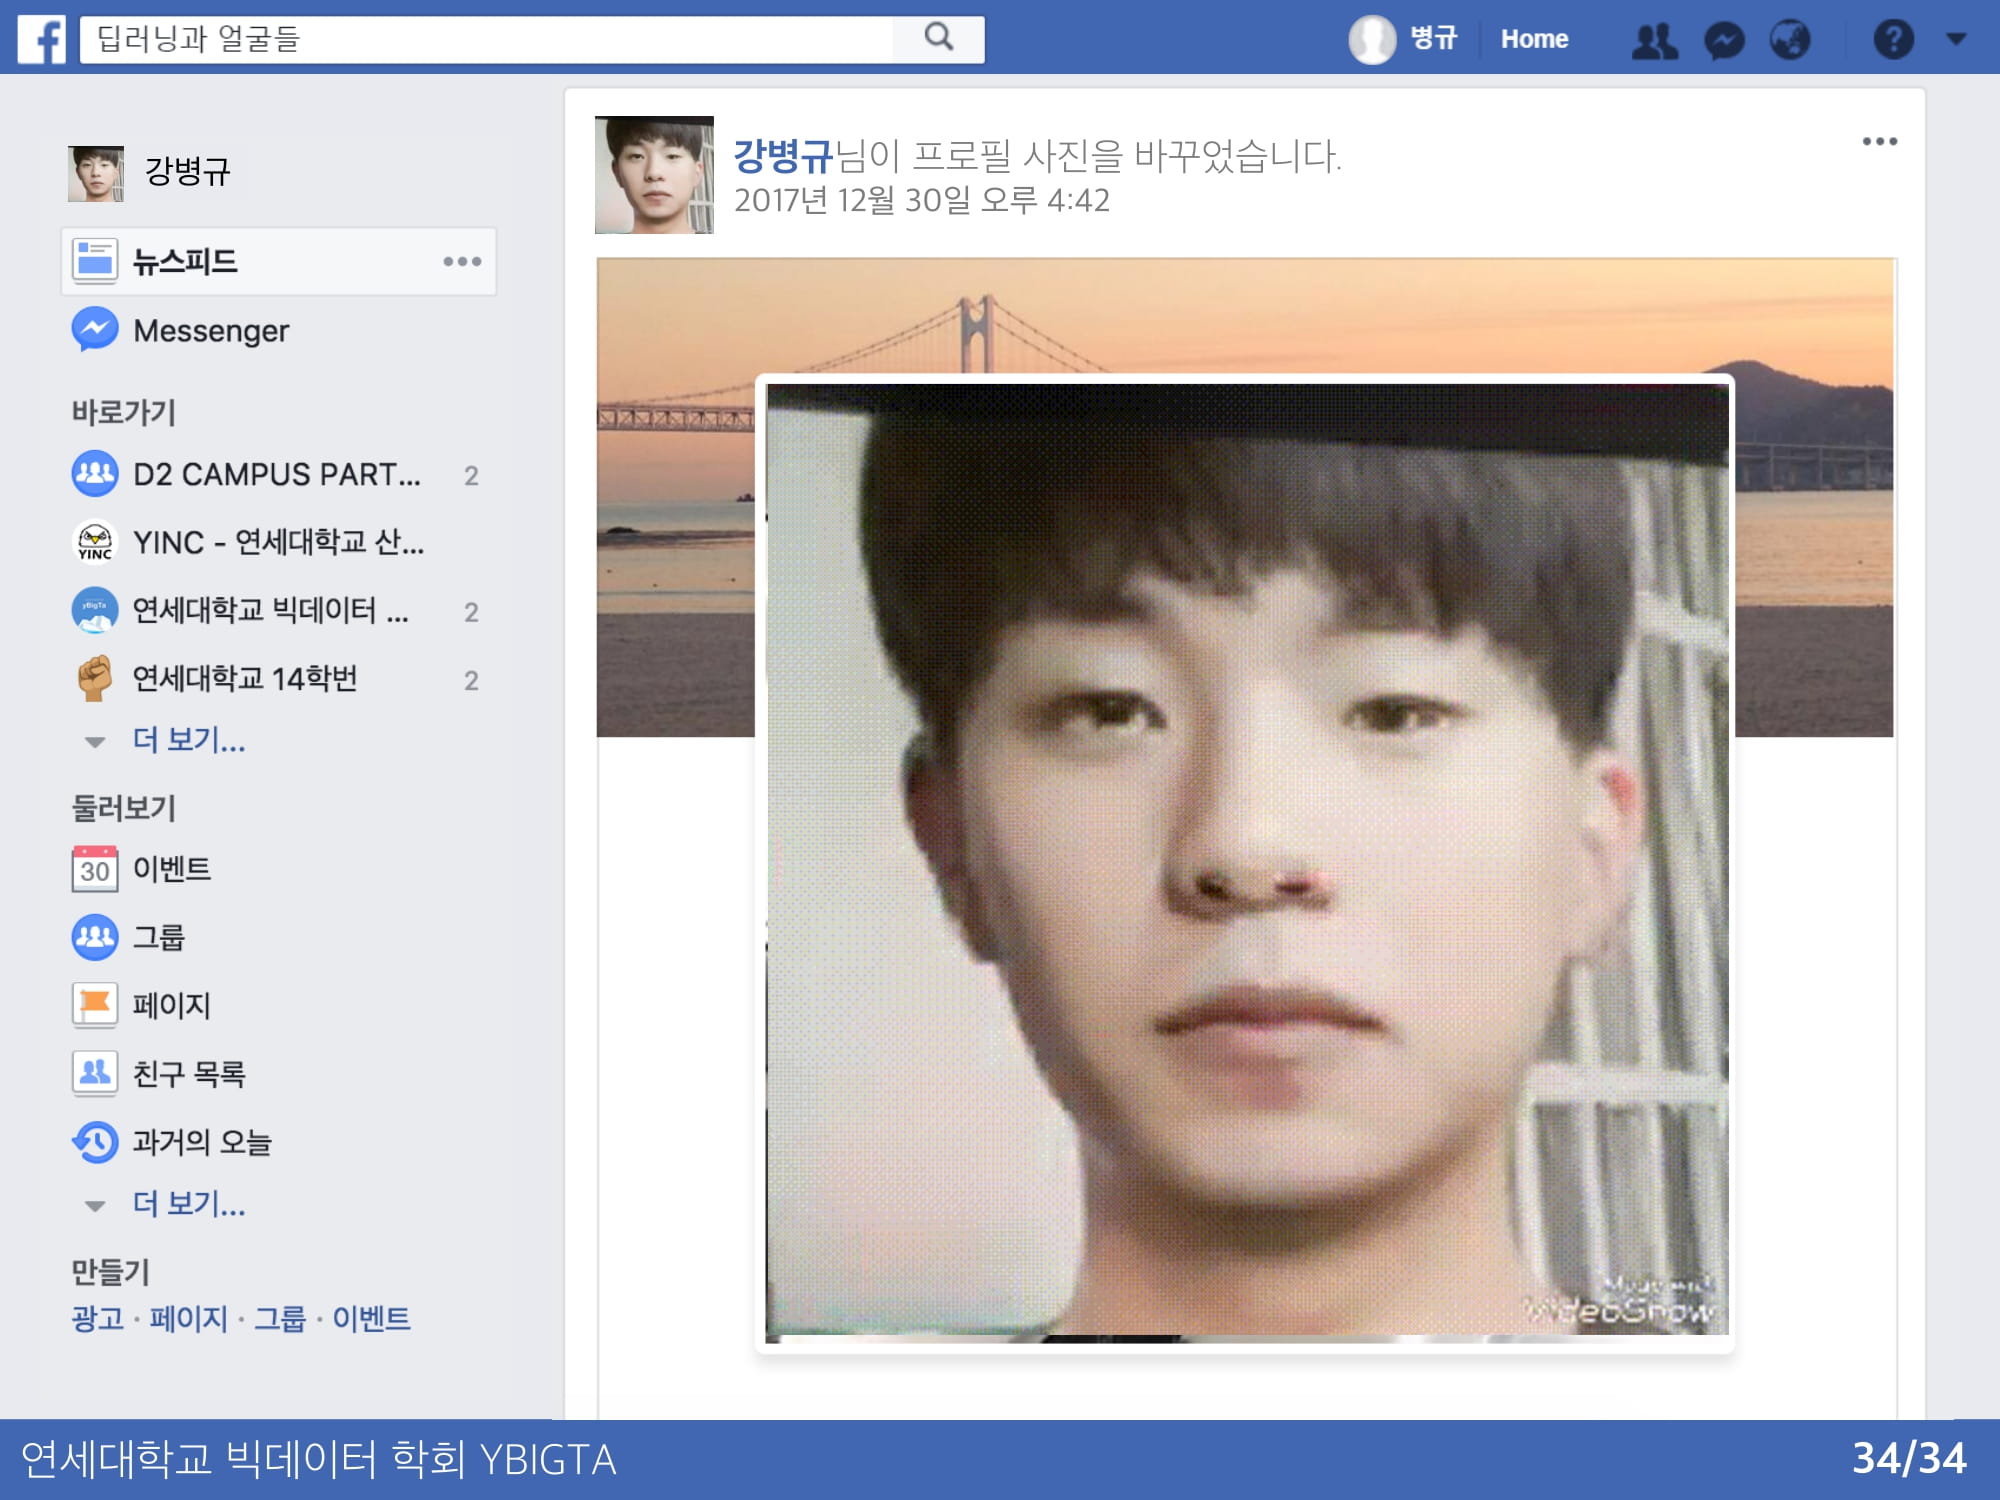 f
딥러닝과 얼굴들
병규
Home
?
강병규
뉴스피드
Messenger
바로가기
D2 CAMPUS PART... 2
YINC
YINC - 연세대학교 산...
yBigTa
연세대학교 빅데이터 ... 2
연세대학교 14학번 2
더 보기...
둘러보기
30
이벤트
그룹
페이지
친구 목록
과거의 오늘
더 보기...
만들기
광고 · 페이지 · 그룹 · 이벤트
강병규님이 프로필 사진을 바꾸었습니다.
2017년 12월 30일 오루 4:42
VideoShow
연세대학교 빅데이터 학회 YBIGTA
34/34